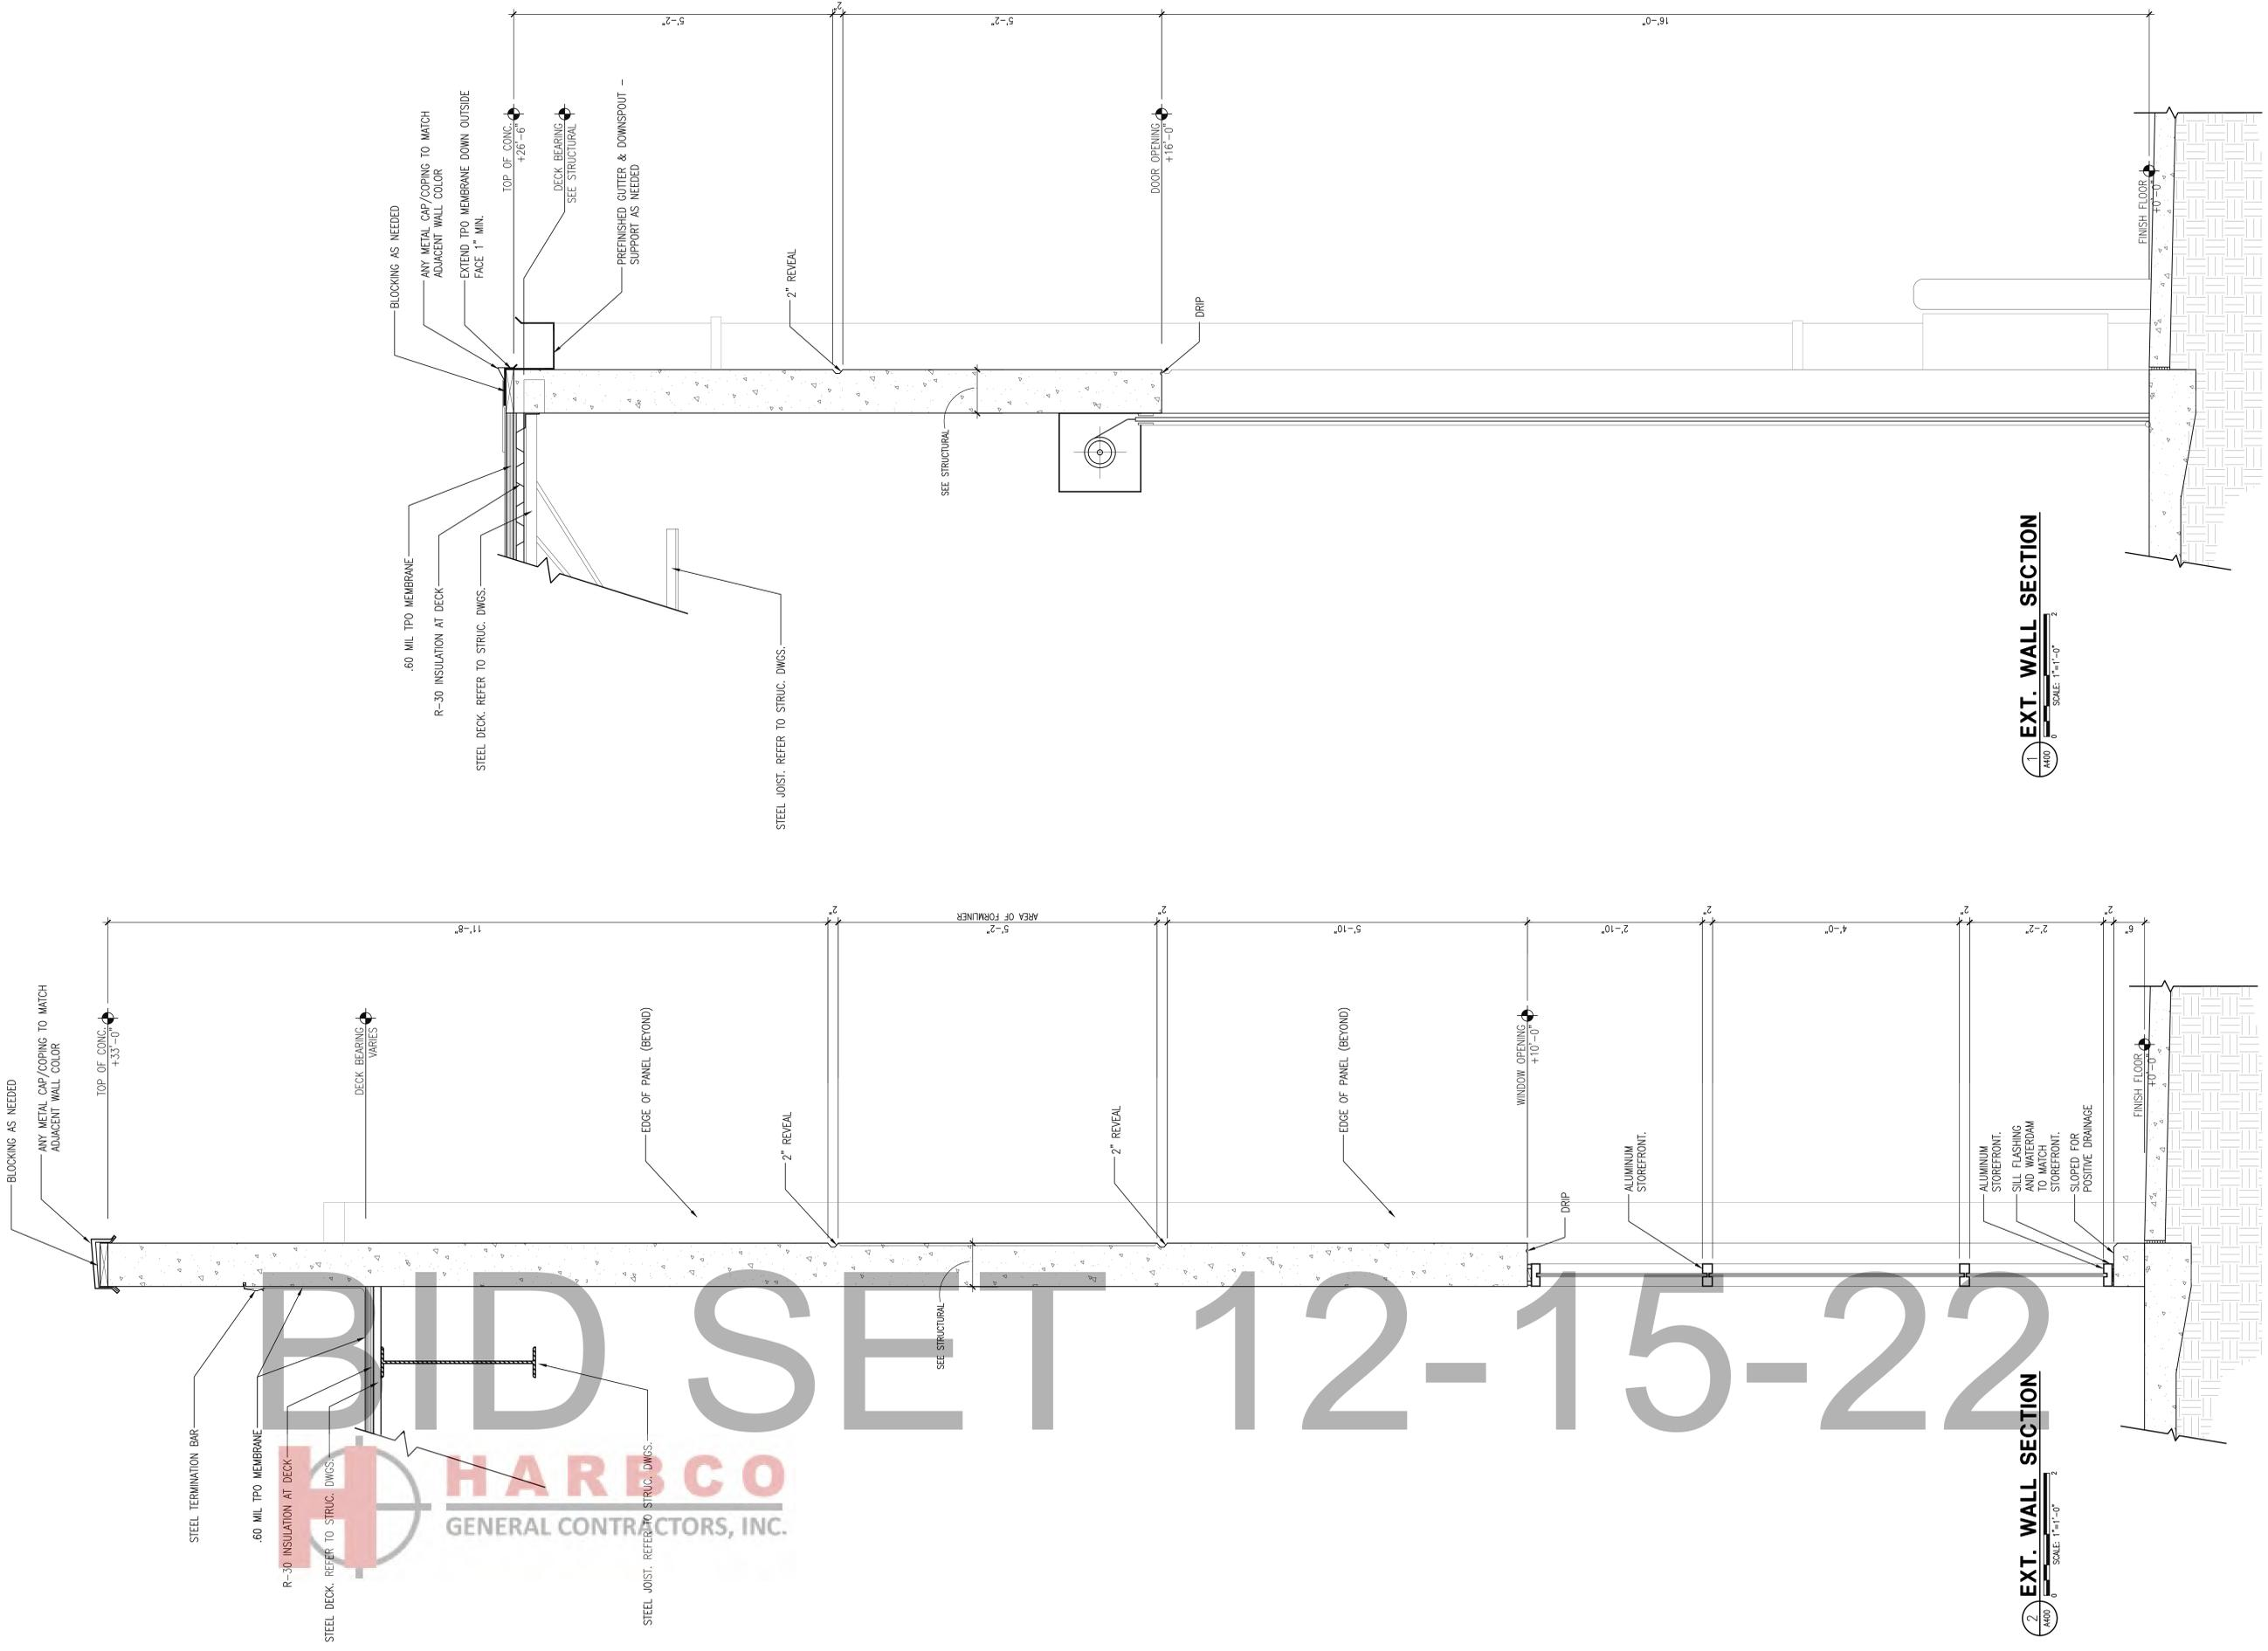 5'-2"
2"
5'-2"
16'-0"
BLOCKING AS NEEDED
ANY METAL CAP/COPING TO MATCH
ADJACENT WALL COLOR
EXTEND TPO MEMBRANE DOWN OUTSIDE
FACE 1" MIN.
TOP OF CONC.
+26'-6"
DECK BEARING
SEE STRUCTURAL
PREFINISHED GUTTER & DOWNSPOUT –
SUPPORT AS NEEDED
2" REVEAL
DOOR OPENING
+16'-0"
DRIP
FINISH FLOOR
+0'-0"
.60 MIL TPO MEMBRANE
R-30 INSULATION AT DECK
STEEL DECK. REFER TO STRUC. DWGS.
STEEL JOIST. REFER TO STRUC. DWGS.
SEE STRUCTURAL
1
A400
EXT. WALL SECTION
0
2
SCALE: 1"=1'-0"
11'-8"
2"
5'-2"
AREA OF FORMLINER
2"
5'-10"
2'-10"
2"
4'-0"
2"
2'-2"
2"
6"
BLOCKING AS NEEDED
ANY METAL CAP/COPING TO MATCH
ADJACENT WALL COLOR
TOP OF CONC.
+33'-0"
DECK BEARING
VARIES
EDGE OF PANEL (BEYOND)
2" REVEAL
2" REVEAL
EDGE OF PANEL (BEYOND)
WINDOW OPENING
+10'-0"
DRIP
ALUMINUM
STOREFRONT.
ALUMINUM
STOREFRONT.
SILL FLASHING
AND WATERDAM
TO MATCH
STOREFRONT.
SLOPED FOR
POSITIVE DRAINAGE
FINISH FLOOR
+0'-0"
STEEL TERMINATION BAR
.60 MIL TPO MEMBRANE
R-30 INSULATION AT DECK
STEEL DECK. REFER TO STRUC. DWGS.
STEEL JOIST. REFER TO STRUC. DWGS.
SEE STRUCTURAL
2
A400
EXT. WALL SECTION
0
2
SCALE: 1"=1'-0"
BID SET 12-15-22
H
HARBCO
GENERAL CONTRACTORS, INC.